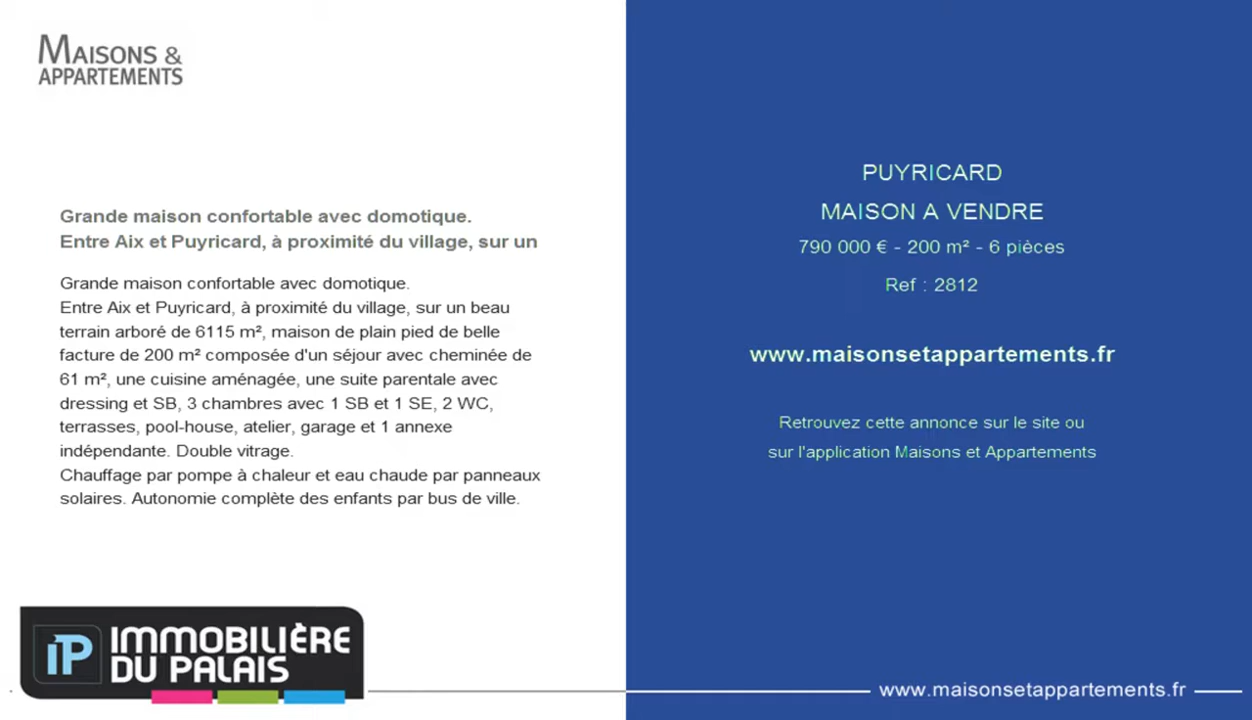 MAISONS &
APPARTEMENTS
Grande maison confortable avec domotique.
Entre Aix et Puyricard, à proximité du village, sur un
Grande maison confortable avec domotique.
Entre Aix et Puyricard, à proximité du village, sur un beau
terrain arboré de 6115 m², maison de plain pied de belle
facture de 200 m² composée d'un séjour avec cheminée de
61 m², une cuisine aménagée, une suite parentale avec
dressing et SB, 3 chambres avec 1 SB et 1 SE, 2 WC,
terrasses, pool-house, atelier, garage et 1 annexe
indépendante. Double vitrage.
Chauffage par pompe à chaleur et eau chaude par panneaux
solaires. Autonomie complète des enfants par bus de ville.
iP IMMOBILIÈRE
DU PALAIS
PUYRICARD
MAISON A VENDRE
790 000 € - 200 m² - 6 pièces
Ref : 2812
www.maisonsetappartements.fr
Retrouvez cette annonce sur le site ou
sur l'application Maisons et Appartements
www.maisonsetappartements.fr